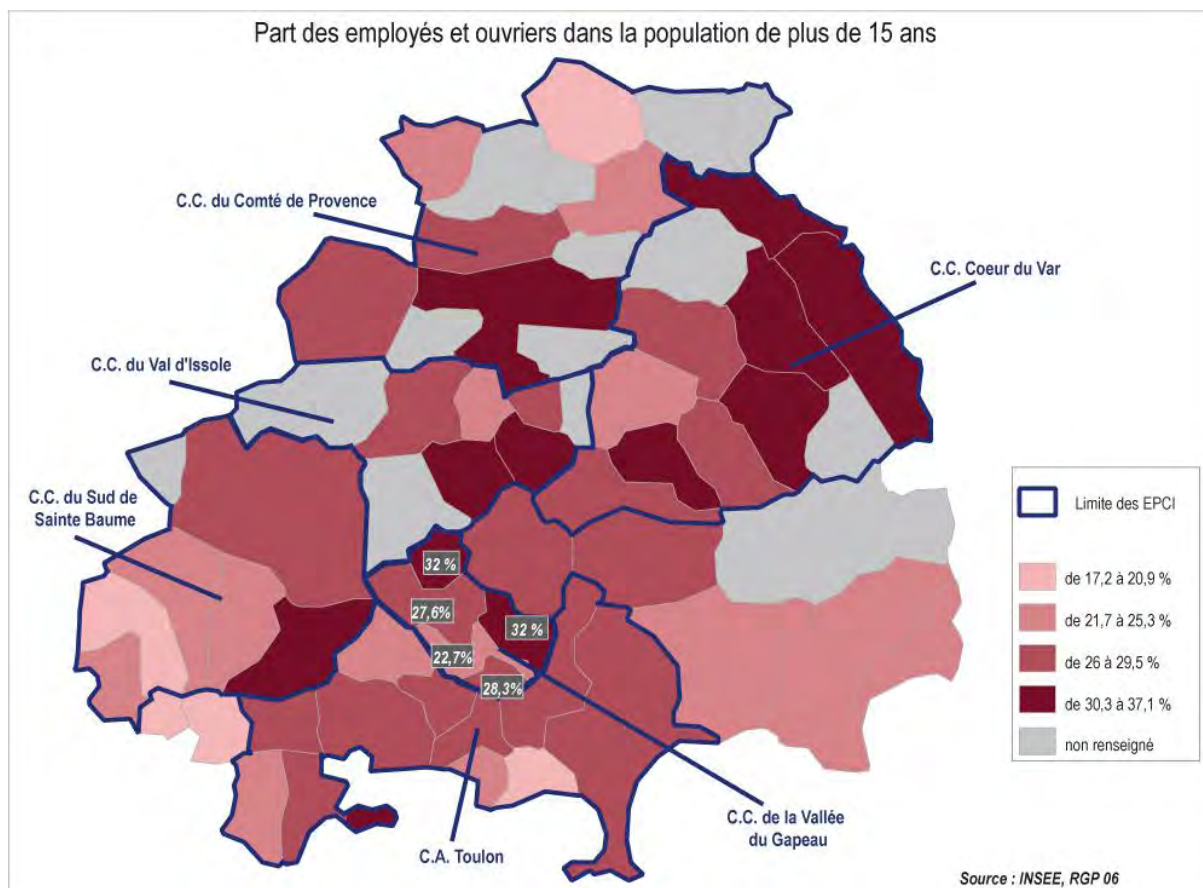 Part des employés et ouvriers dans la population de plus de 15 ans
C.C. du Comté de Provence
C.C. Coeur du Var
C.C. du Val d'Issole
C.C. du Sud de
Sainte Baume
32 %
27,6%
32 %
22,7%
28,3%
C.C. de la Vallée
du Gapeau
C.A. Toulon
Limite des EPCI
de 17,2 à 20,9 %
de 21,7 à 25,3 %
de 26 à 29,5 %
de 30,3 à 37,1 %
non renseigné
Source : INSEE, RGP 06